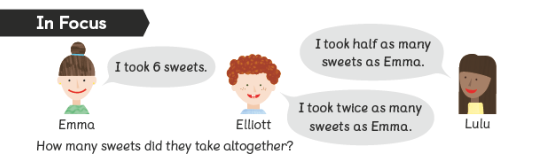 In Focus
I took 6 sweets.
I took half as many
sweets as Emma.
I took twice as many
sweets as Emma.
Emma
Elliott
Lulu
How many sweets did they take altogether?